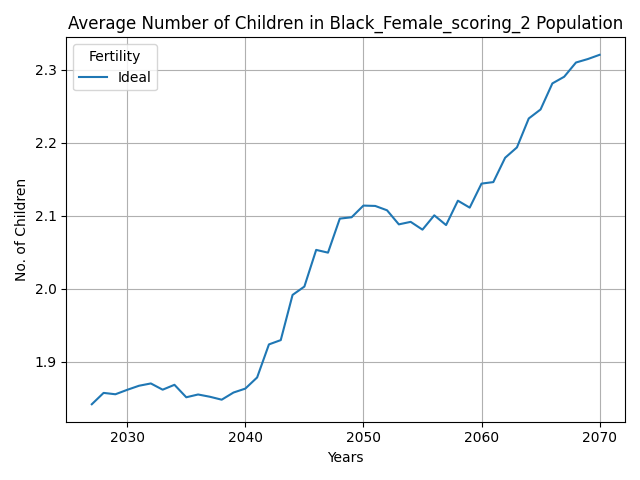 Average Number of Children in Black_Female_scoring_2 Population
Fertility
Ideal
No. of Children
2.3
2.2
2.1
2.0
1.9
2030 2040 2050 2060 2070
Years